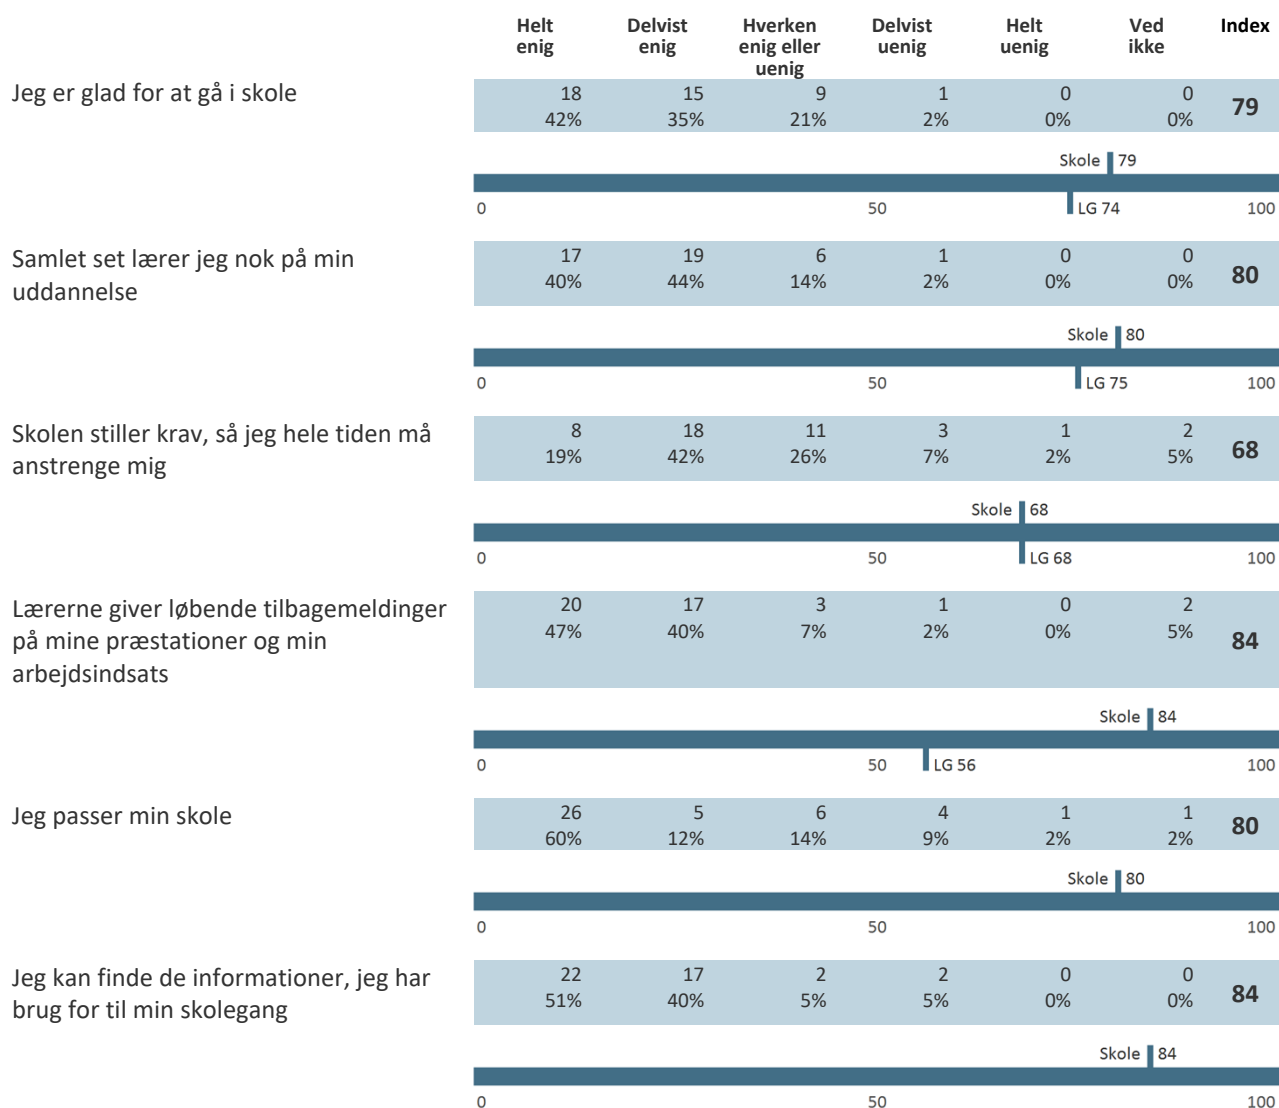 Helt enig Delvist enig Hverken enig eller uenig Delvist uenig Helt uenig Ved ikke Index
Jeg er glad for at gå i skole
18 15 9 1 0 0 79
42% 35% 21% 2% 0% 0%
Skole 79
0 50 LG 74 100
Samlet set lærer jeg nok på min
uddannelse
17 19 6 1 0 0 80
40% 44% 14% 2% 0% 0%
Skole 80
0 50 LG 75 100
Skolen stiller krav, så jeg hele tiden må
anstrenge mig
8 18 11 3 1 2 68
19% 42% 26% 7% 2% 5%
Skole 68
0 50 LG 68 100
Lærerne giver løbende tilbagemeldinger
på mine præstationer og min
arbejdsindsats
20 17 3 1 0 2 84
47% 40% 7% 2% 0% 5%
Skole 84
0 50 LG 56 100
Jeg passer min skole
26 5 6 4 1 1 80
60% 12% 14% 9% 2% 2%
Skole 80
0 50 100
Jeg kan finde de informationer, jeg har
brug for til min skolegang
22 17 2 2 0 0 84
51% 40% 5% 5% 0% 0%
Skole 84
0 50 100